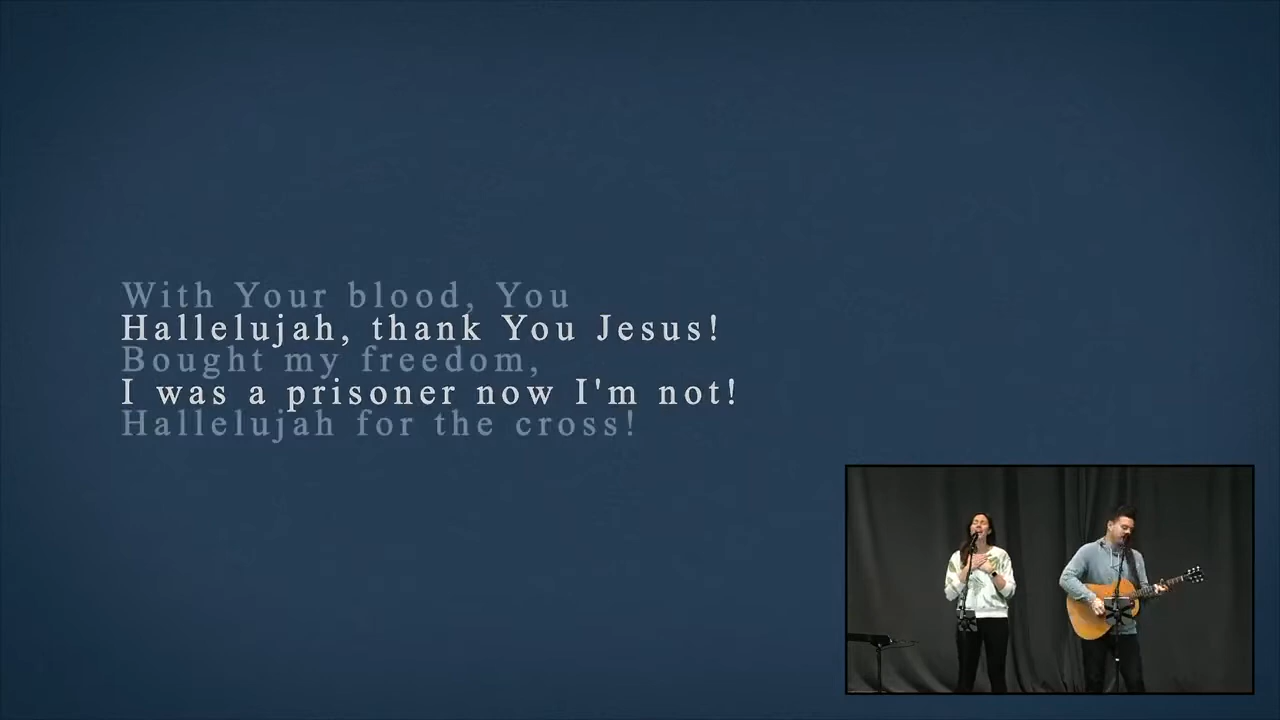 With Your blood, You
Hallelujah, thank You Jesus!
Bought my freedom,
I was a prisoner now I'm not!
Hallelujah for the cross!